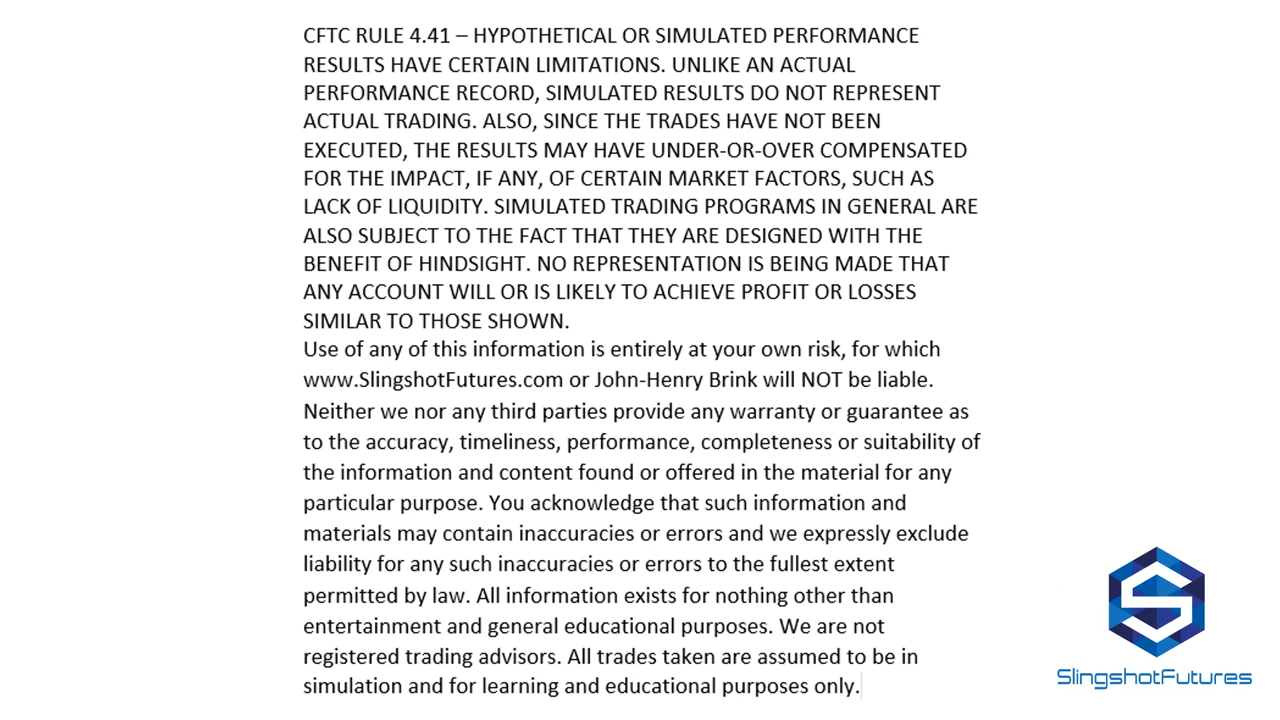 CFTC RULE 4.41 – HYPOTHETICAL OR SIMULATED PERFORMANCE
RESULTS HAVE CERTAIN LIMITATIONS. UNLIKE AN ACTUAL
PERFORMANCE RECORD, SIMULATED RESULTS DO NOT REPRESENT
ACTUAL TRADING. ALSO, SINCE THE TRADES HAVE NOT BEEN
EXECUTED, THE RESULTS MAY HAVE UNDER-OR-OVER COMPENSATED
FOR THE IMPACT, IF ANY, OF CERTAIN MARKET FACTORS, SUCH AS
LACK OF LIQUIDITY. SIMULATED TRADING PROGRAMS IN GENERAL ARE
ALSO SUBJECT TO THE FACT THAT THEY ARE DESIGNED WITH THE
BENEFIT OF HINDSIGHT. NO REPRESENTATION IS BEING MADE THAT
ANY ACCOUNT WILL OR IS LIKELY TO ACHIEVE PROFIT OR LOSSES
SIMILAR TO THOSE SHOWN.
Use of any of this information is entirely at your own risk, for which
www.SlingshotFutures.com or John-Henry Brink will NOT be liable.
Neither we nor any third parties provide any warranty or guarantee as
to the accuracy, timeliness, performance, completeness or suitability of
the information and content found or offered in the material for any
particular purpose. You acknowledge that such information and
materials may contain inaccuracies or errors and we expressly exclude
liability for any such inaccuracies or errors to the fullest extent
permitted by law. All information exists for nothing other than
entertainment and general educational purposes. We are not
registered trading advisors. All trades taken are assumed to be in
simulation and for learning and educational purposes only.
SlingshotFutures